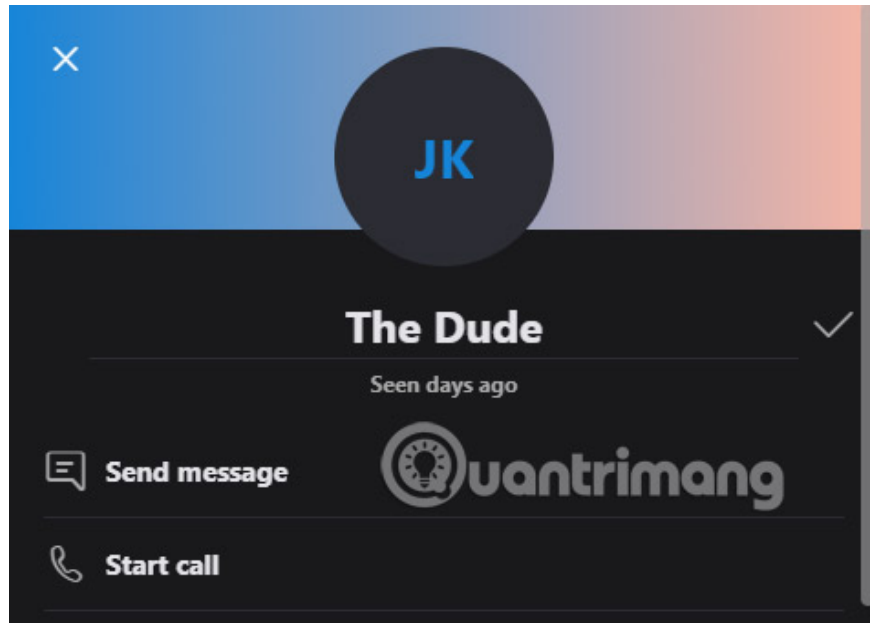 JK
The Dude
Seen days ago
Quantrimang
Send message
Start call